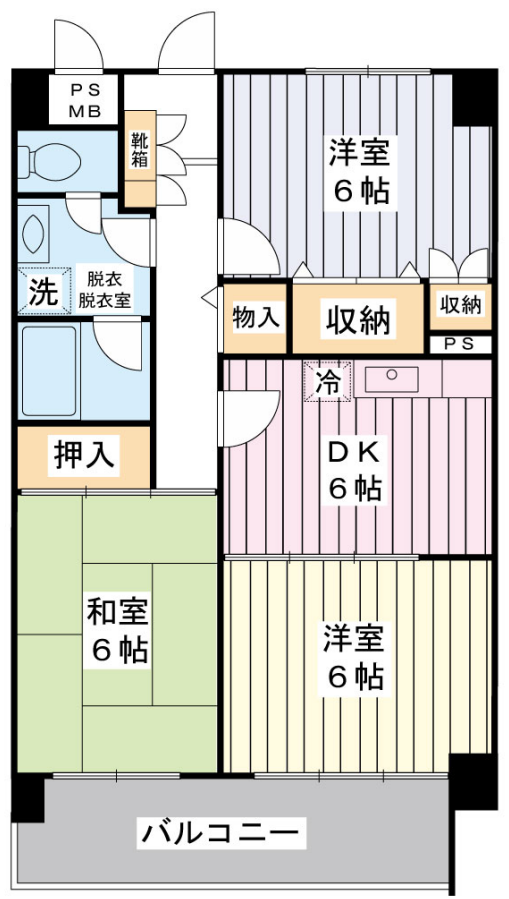 ＰＳ
ＭＢ
靴
箱
洋室
６帖
洗
脱衣
脱衣室
物入
収納
収納
ＰＳ
冷
押入
ＤＫ
６帖
和室
６帖
洋室
６帖
バルコニー